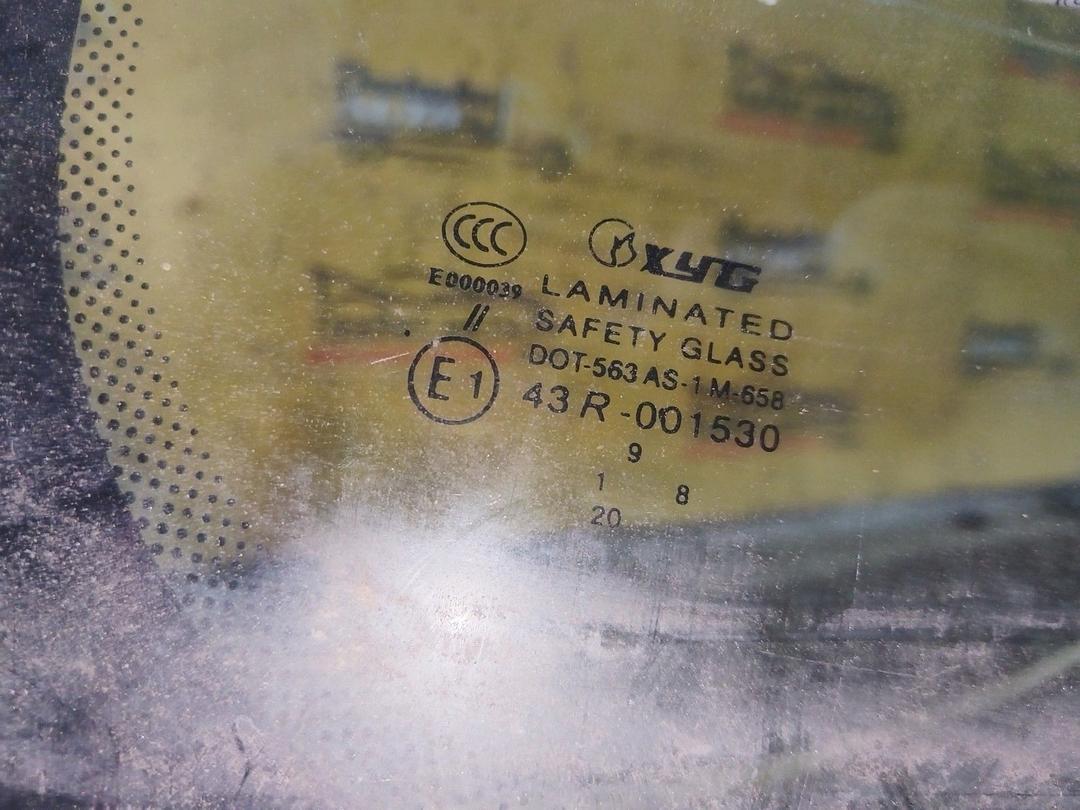 CCC XYG
E000039 LAMINATED
// SAFETY GLASS
DOT-563 AS-1 M-658
E1 43R-001530
9
1 8
20